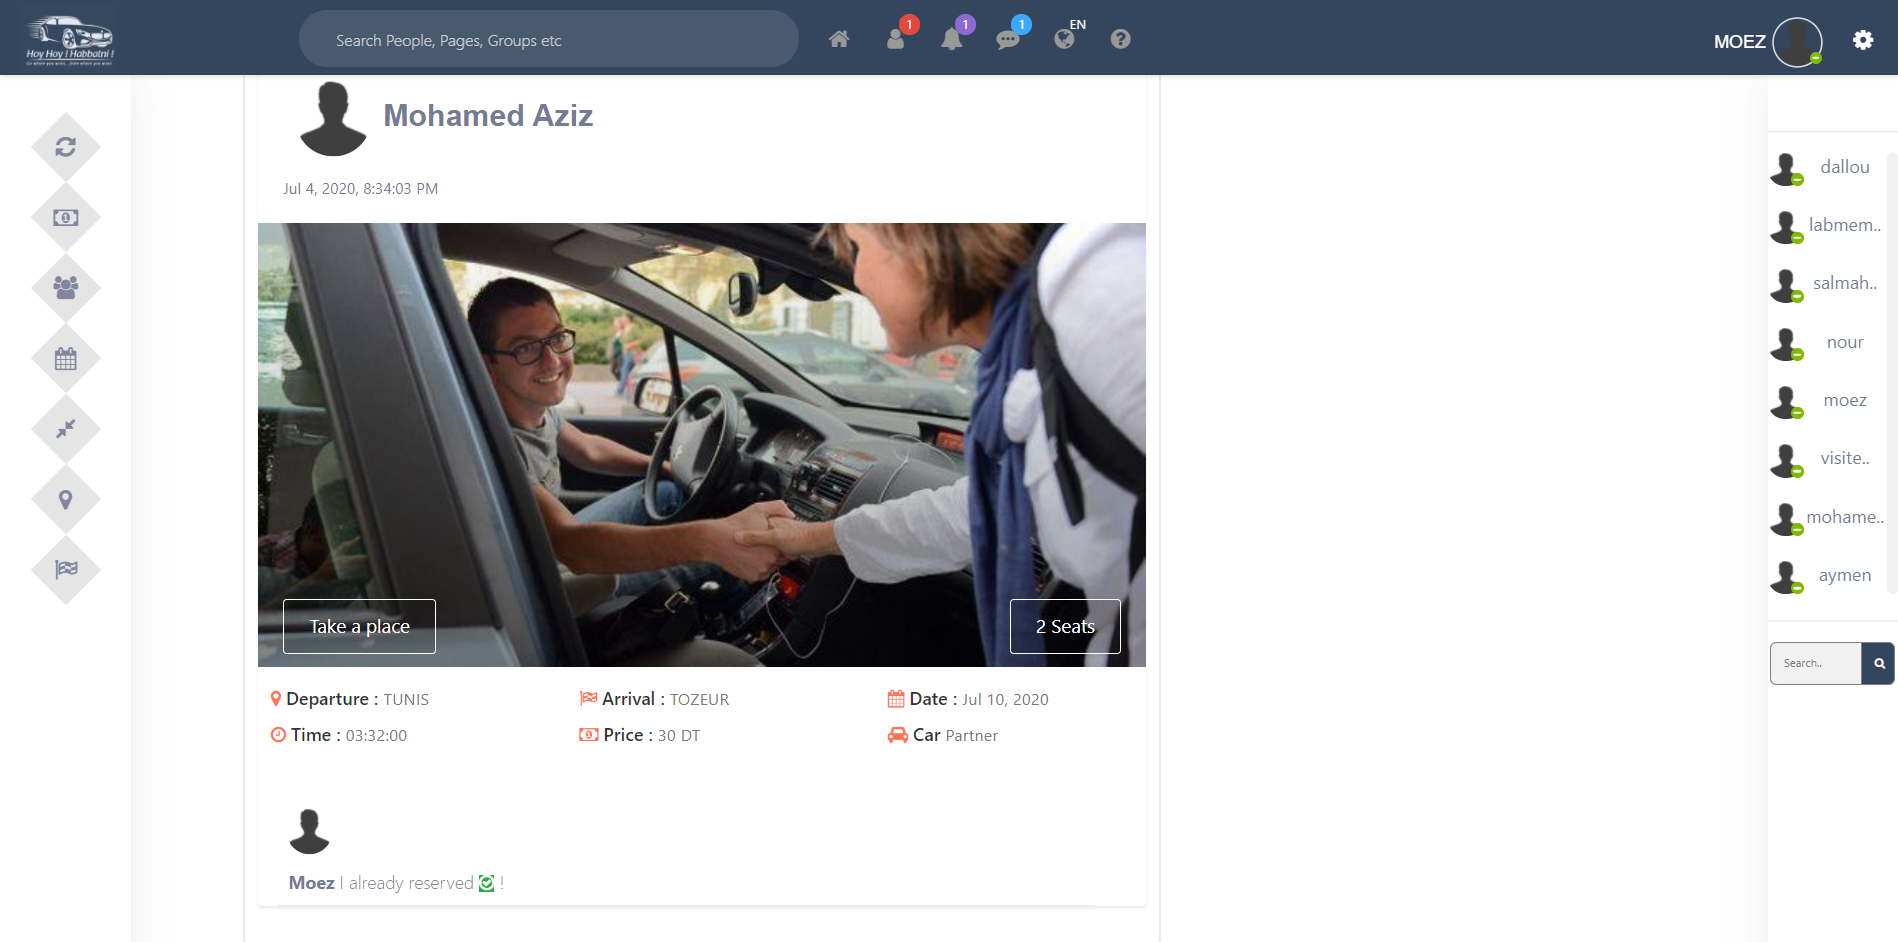 Hoy Hoy ! Habbatni !
Search People, Pages, Groups etc
1
1
1
EN
MOEZ
Mohamed Aziz
Jul 4, 2020, 8:34:03 PM
Take a place
2 Seats
Departure : TUNIS
Arrival : TOZEUR
Date : Jul 10, 2020
Time : 03:32:00
Price : 30 DT
Car Partner
Moez I already reserved ✅ !
dallou
labmem..
salmah..
nour
moez
visite..
mohame..
aymen
Search..